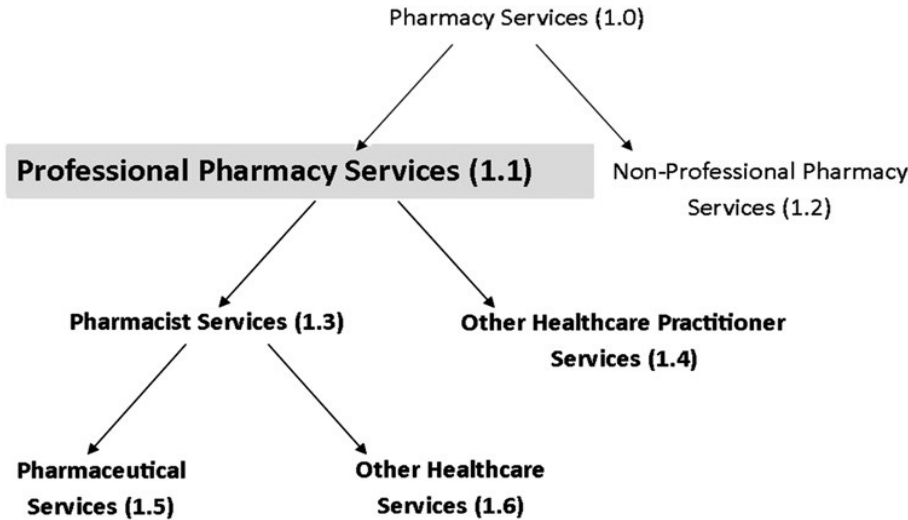 Pharmacy Services (1.0)
Professional Pharmacy Services (1.1)
Non-Professional Pharmacy
Services (1.2)
Pharmacist Services (1.3)
Other Healthcare Practitioner
Services (1.4)
Pharmaceutical
Services (1.5)
Other Healthcare
Services (1.6)